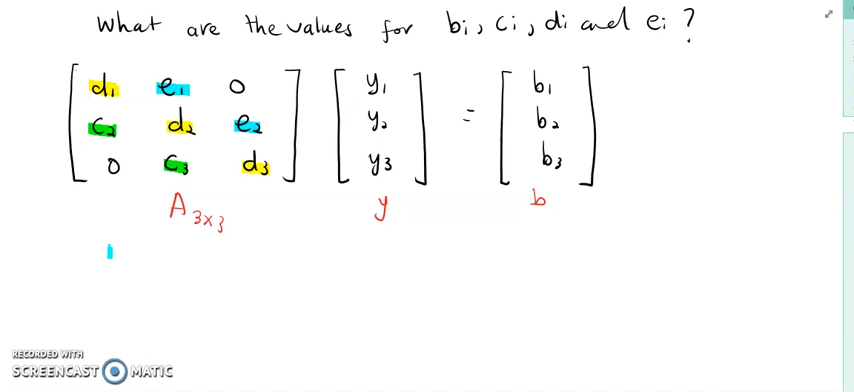 What are the values for bi, ci, di and ei ?
d1 e1 0 y1 b1
c2 d2 e2 y2 = b2
0 c3 d3 y3 b3
A3x3 y b
RECORDED WITH
SCREENCAST MATIC